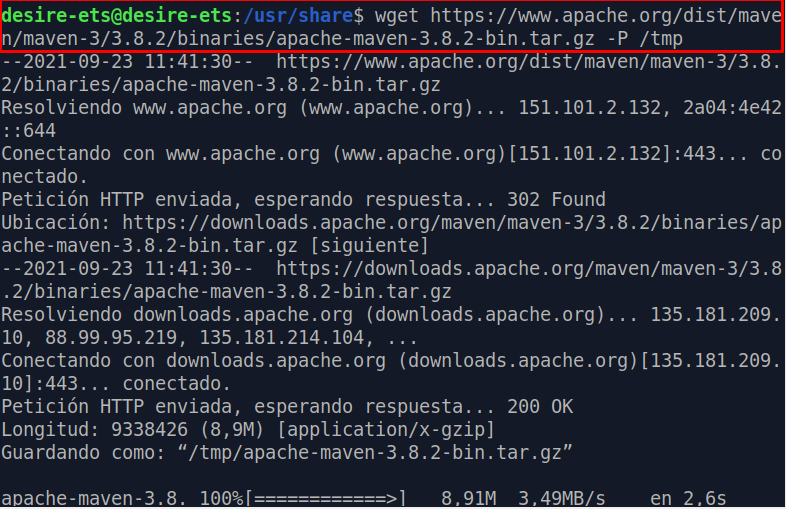 desire-ets@desire-ets:/usr/share$ wget https://www.apache.org/dist/mave
n/maven-3/3.8.2/binaries/apache-maven-3.8.2-bin.tar.gz -P /tmp
--2021-09-23 11:41:30--  https://www.apache.org/dist/maven/maven-3/3.8.
2/binaries/apache-maven-3.8.2-bin.tar.gz
Resolviendo www.apache.org (www.apache.org)... 151.101.2.132, 2a04:4e42
::644
Conectando con www.apache.org (www.apache.org)[151.101.2.132]:443... co
nectado.
Petición HTTP enviada, esperando respuesta... 302 Found
Ubicación: https://downloads.apache.org/maven/maven-3/3.8.2/binaries/ap
ache-maven-3.8.2-bin.tar.gz [siguiente]
--2021-09-23 11:41:30--  https://downloads.apache.org/maven/maven-3/3.8
.2/binaries/apache-maven-3.8.2-bin.tar.gz
Resolviendo downloads.apache.org (downloads.apache.org)... 135.181.209.
10, 88.99.95.219, 135.181.214.104, ...
Conectando con downloads.apache.org (downloads.apache.org)[135.181.209.
10]:443... conectado.
Petición HTTP enviada, esperando respuesta... 200 OK
Longitud: 9338426 (8,9M) [application/x-gzip]
Guardando como: “/tmp/apache-maven-3.8.2-bin.tar.gz”
apache-maven-3.8. 100%[============>]   8,91M  3,49MB/s    en 2,6s